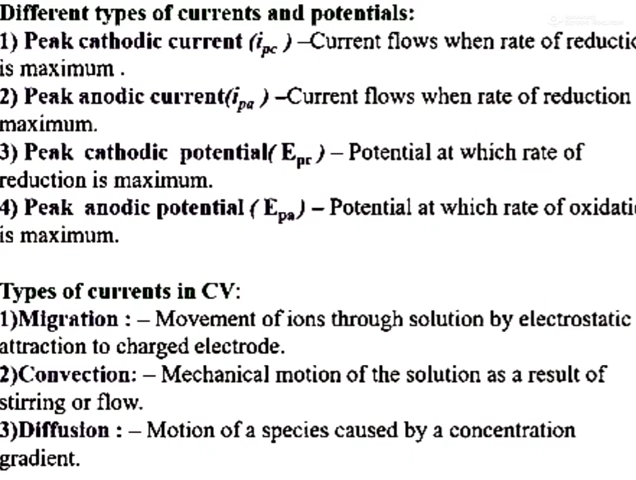 Different types of currents and potentials:
1) Peak cathodic current (ipc ) –Current flows when rate of reductic
is maximum .
2) Peak anodic current(ipa ) –Current flows when rate of reduction
maximum.
3) Peak cathodic potential( Epc ) – Potential at which rate of
reduction is maximum.
4) Peak anodic potential ( Epa) – Potential at which rate of oxidati
is maximum.
Types of currents in CV:
1)Migration : – Movement of ions through solution by electrostatic
attraction to charged electrode.
2)Convection: – Mechanical motion of the solution as a result of
stirring or flow.
3)Diffusion : – Motion of a species caused by a concentration
gradient.